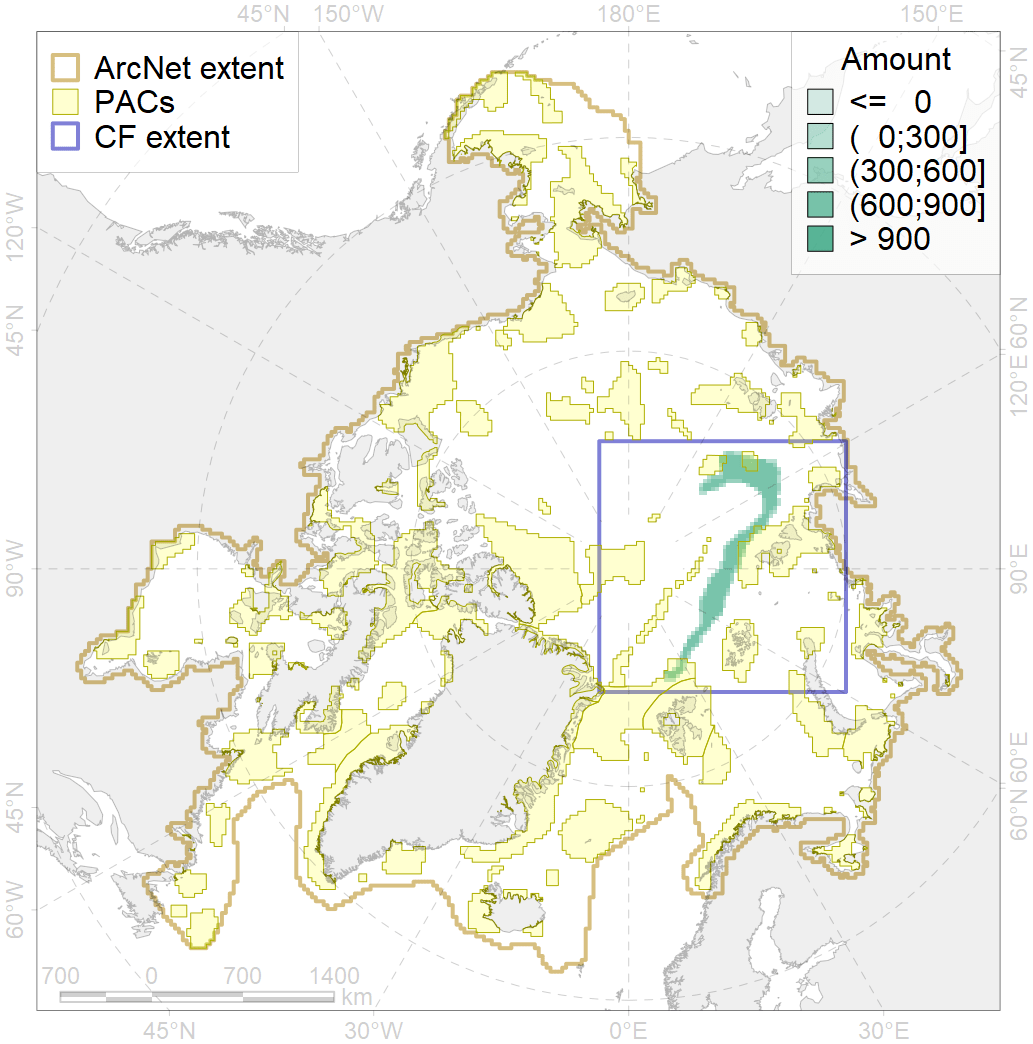 45°N 150°W 180°E 150°E
ArcNet extent
PACs
CF extent
Amount
<= 0
( 0;300]
(300;600]
(600;900]
> 900
45°N
120°W
45°N
90°W
45°N
60°W
60°N
120°E
90°E
60°E
60°N
700 0 700 1400
km
45°N 30°W 0°E 30°E